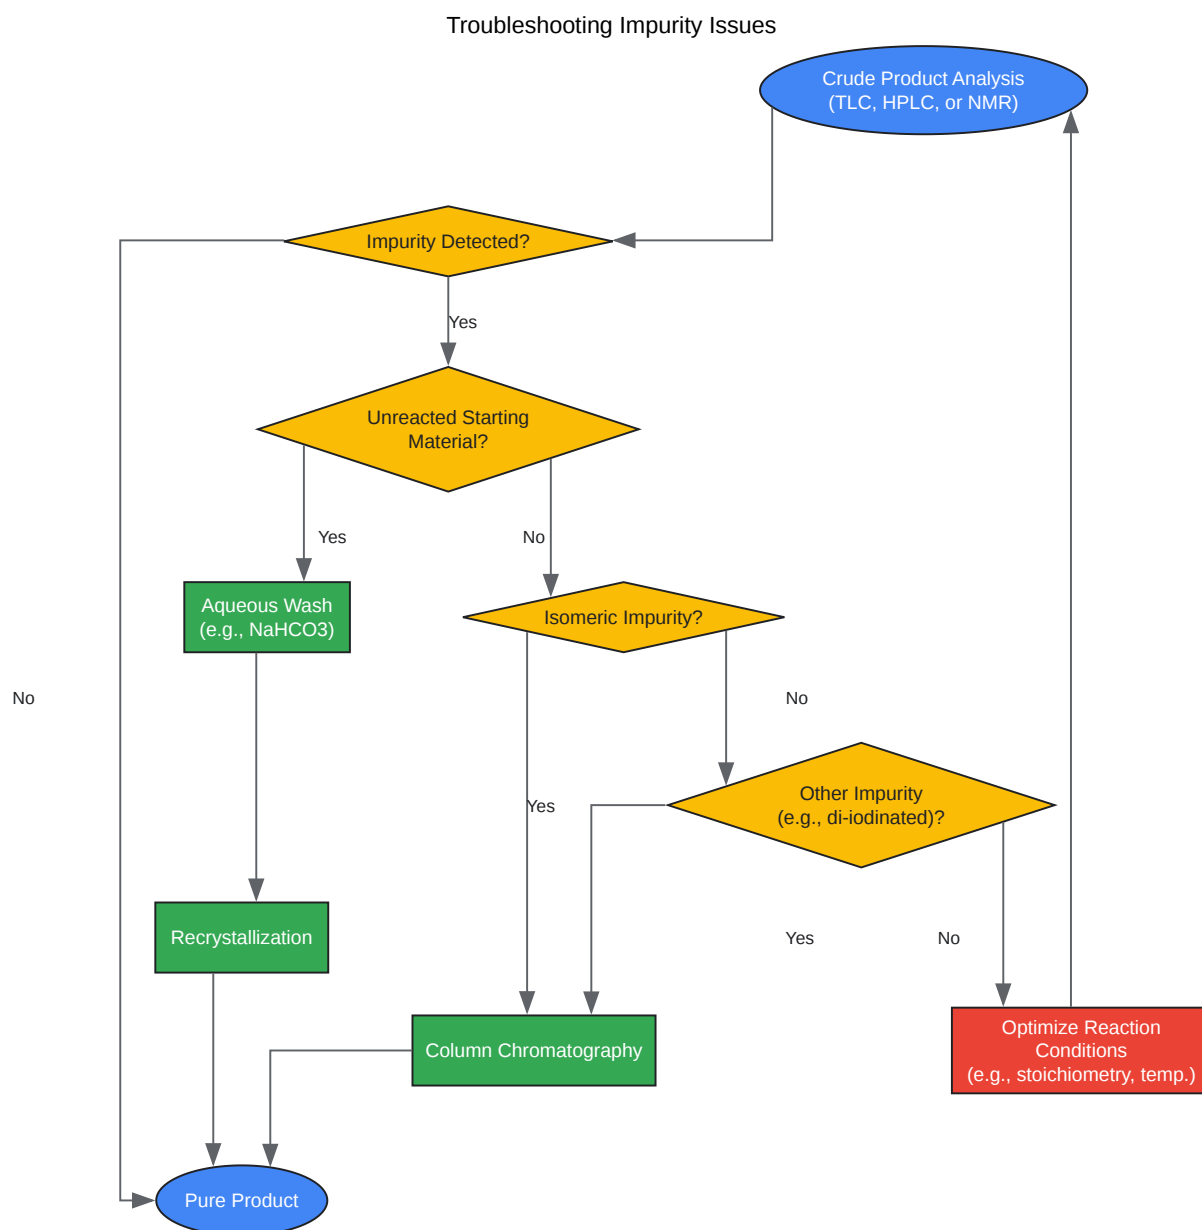 Troubleshooting Impurity Issues
Crude Product Analysis
(TLC, HPLC, or NMR)
Impurity Detected?
Yes
Unreacted Starting
Material?
Yes
No
Aqueous Wash
(e.g., NaHCO3)
Isomeric Impurity?
No
No
Other Impurity
(e.g., di-iodinated)?
Yes
Recrystallization
Yes
No
Column Chromatography
Optimize Reaction
Conditions
(e.g., stoichiometry, temp.)
Pure Product